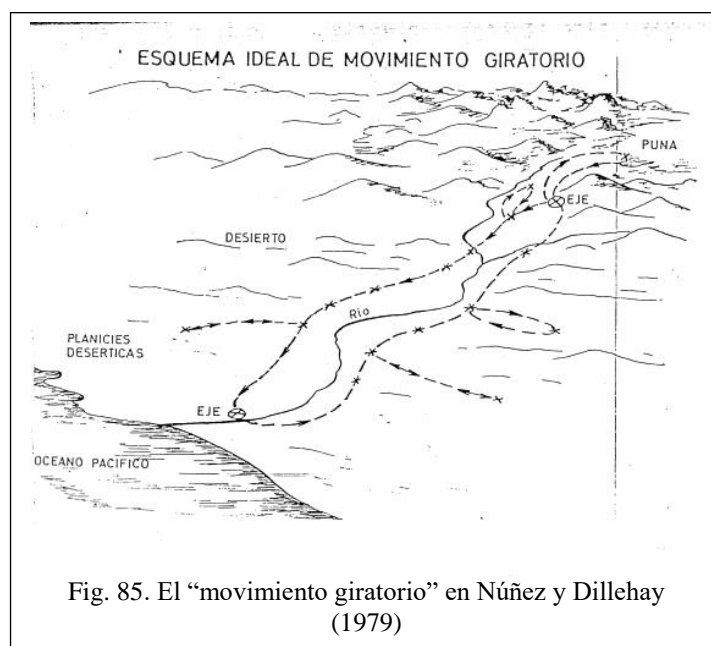 ESQUEMA IDEAL DE MOVIMIENTO GIRATORIO
PUNA
EJE
DESIERTO
Río
PLANICIES
DESERTICAS
EJE
OCEANO PACIFICO
Fig. 85. El “movimiento giratorio” en Núñez y Dillehay
(1979)